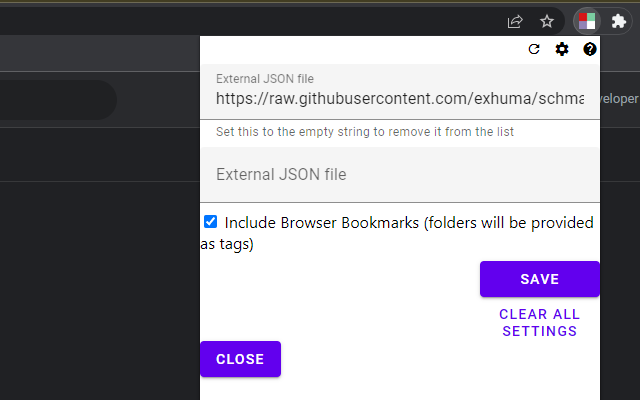 External JSON file
https://raw.githubusercontent.com/exhuma/schma
veloper
Set this to the empty string to remove it from the list
External JSON file
Include Browser Bookmarks (folders will be provided
as tags)
SAVE
CLEAR ALL
SETTINGS
CLOSE